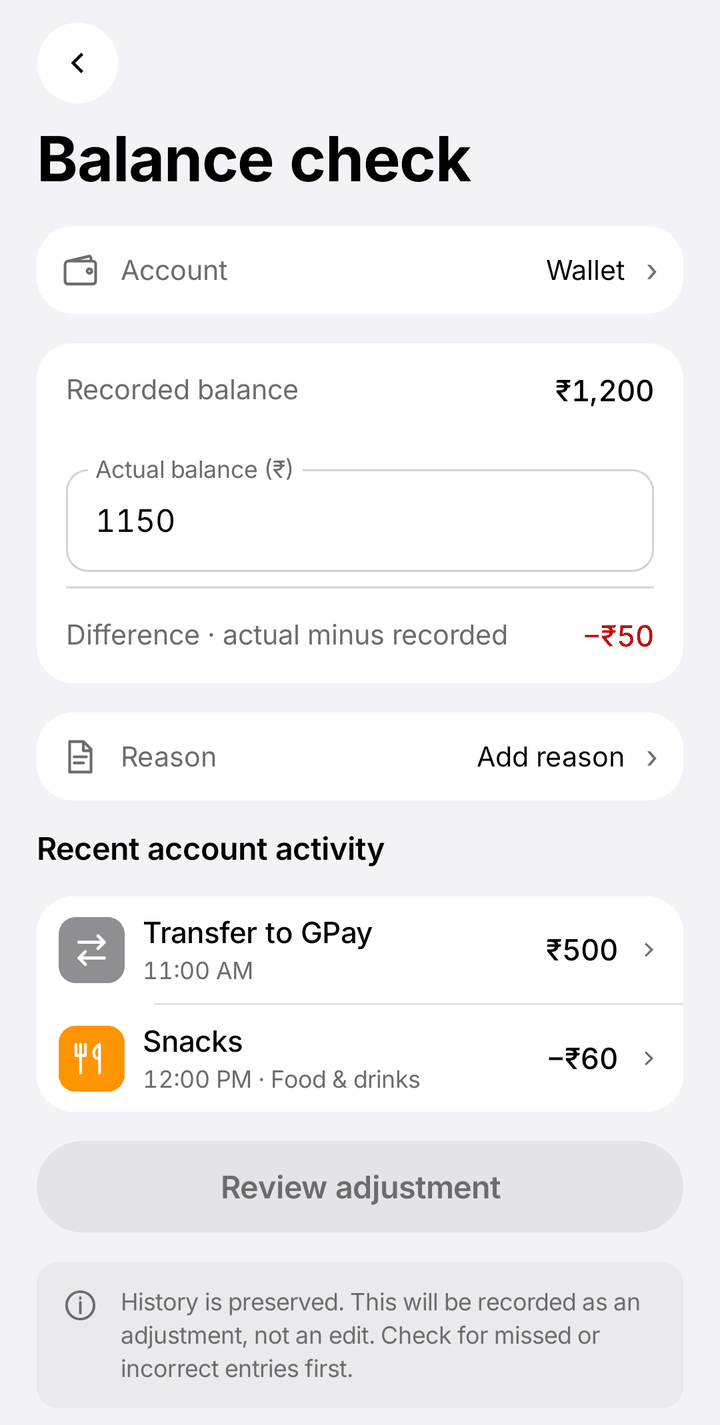 Balance check
Account Wallet
Recorded balance ₹1,200
Actual balance (₹)
1150
Difference · actual minus recorded −₹50
Reason Add reason
Recent account activity
Transfer to GPay ₹500
11:00 AM
Snacks −₹60
12:00 PM · Food & drinks
Review adjustment
History is preserved. This will be recorded as an
adjustment, not an edit. Check for missed or
incorrect entries first.